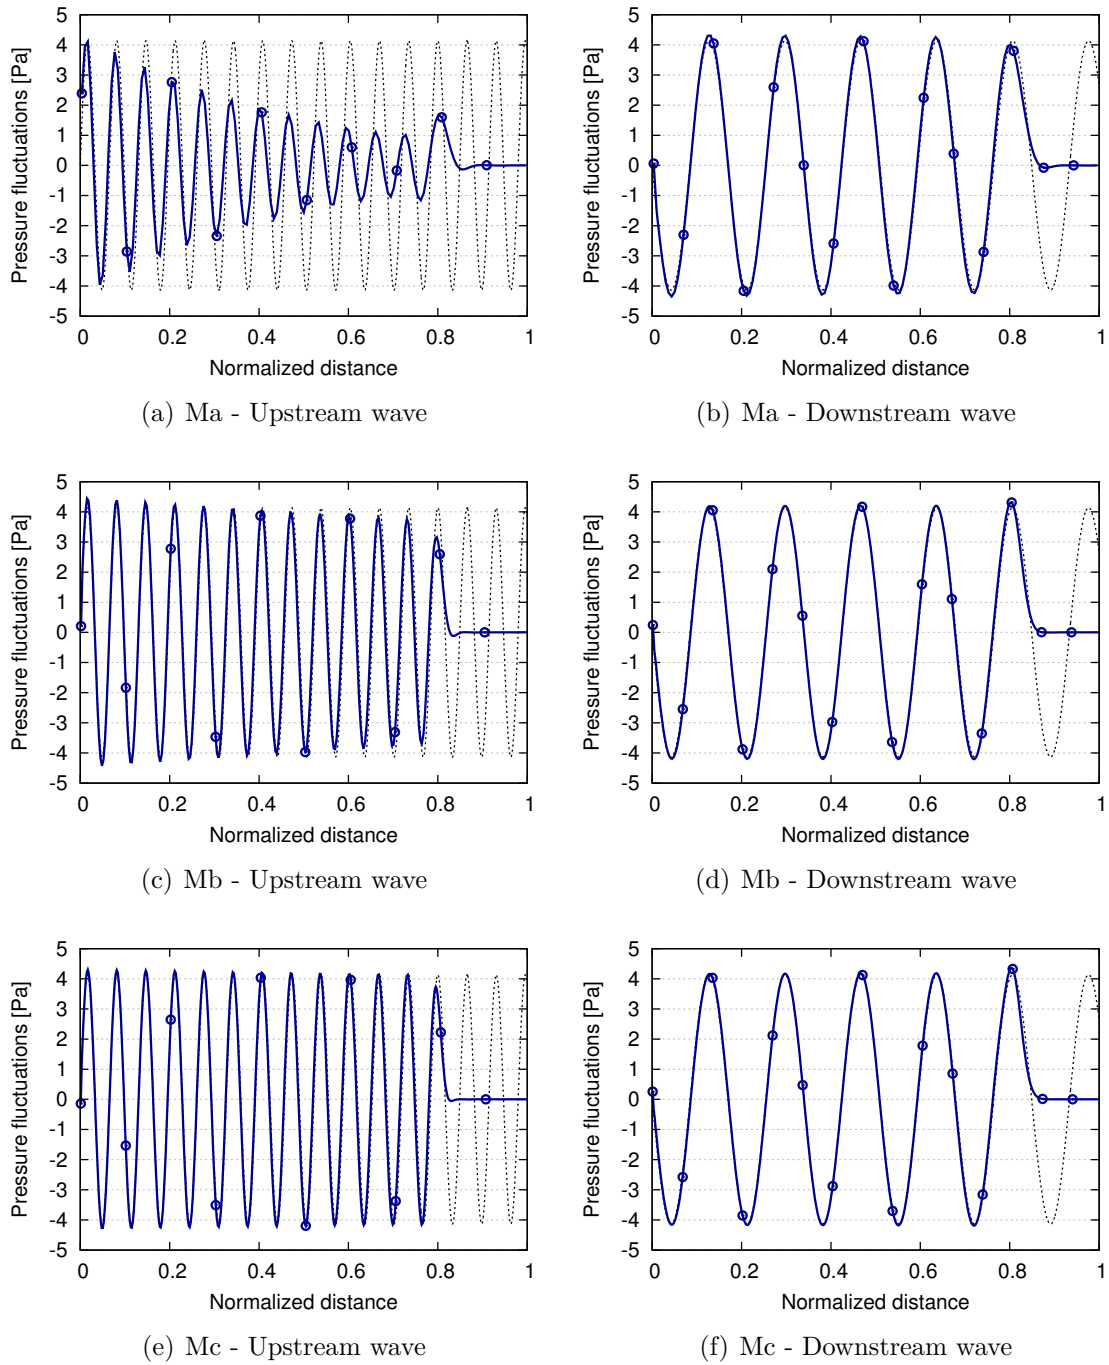 Pressure fluctuations [Pa]
5
4
3
2
1
0
-1
-2
-3
-4
-5
0 0.2 0.4 0.6 0.8 1
Normalized distance
(a) Ma - Upstream wave
Pressure fluctuations [Pa]
5
4
3
2
1
0
-1
-2
-3
-4
-5
0 0.2 0.4 0.6 0.8 1
Normalized distance
(b) Ma - Downstream wave
Pressure fluctuations [Pa]
5
4
3
2
1
0
-1
-2
-3
-4
-5
0 0.2 0.4 0.6 0.8 1
Normalized distance
(c) Mb - Upstream wave
Pressure fluctuations [Pa]
5
4
3
2
1
0
-1
-2
-3
-4
-5
0 0.2 0.4 0.6 0.8 1
Normalized distance
(d) Mb - Downstream wave
Pressure fluctuations [Pa]
5
4
3
2
1
0
-1
-2
-3
-4
-5
0 0.2 0.4 0.6 0.8 1
Normalized distance
(e) Mc - Upstream wave
Pressure fluctuations [Pa]
5
4
3
2
1
0
-1
-2
-3
-4
-5
0 0.2 0.4 0.6 0.8 1
Normalized distance
(f) Mc - Downstream wave